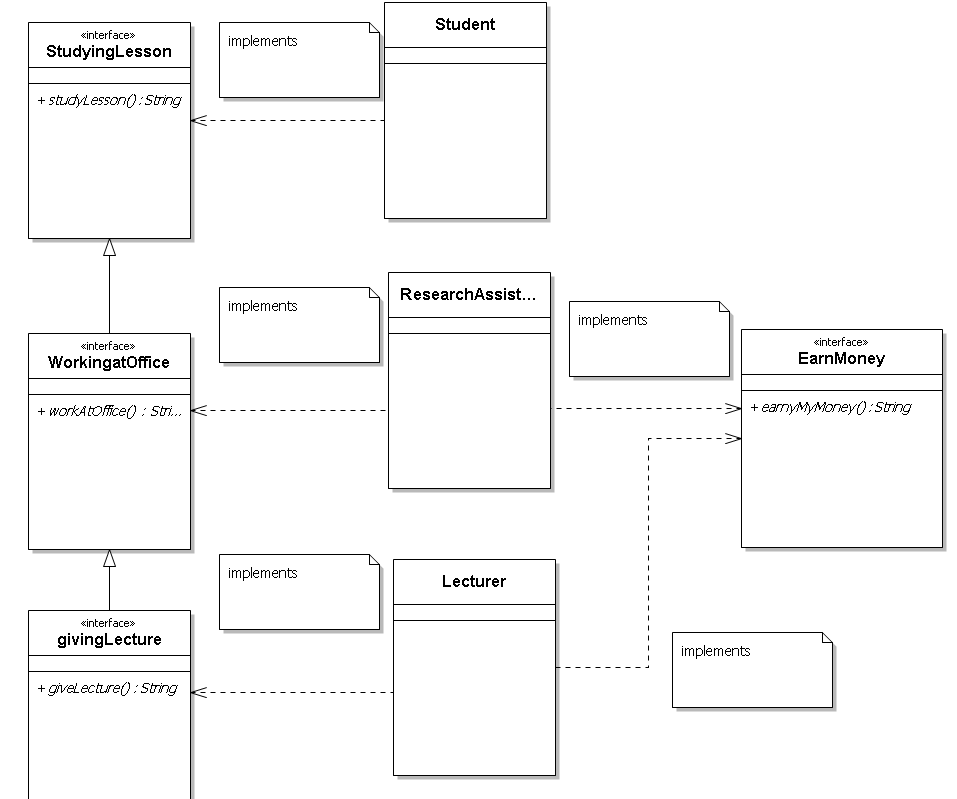 «interface»
StudyingLesson
+ studyLesson() : String
implements
Student
«interface»
WorkingatOffice
+ workAtOffice() : Stri...
implements
ResearchAssist...
implements
«interface»
EarnMoney
+ earnyMyMoney() : String
«interface»
givingLecture
+ giveLecture() : String
implements
Lecturer
implements